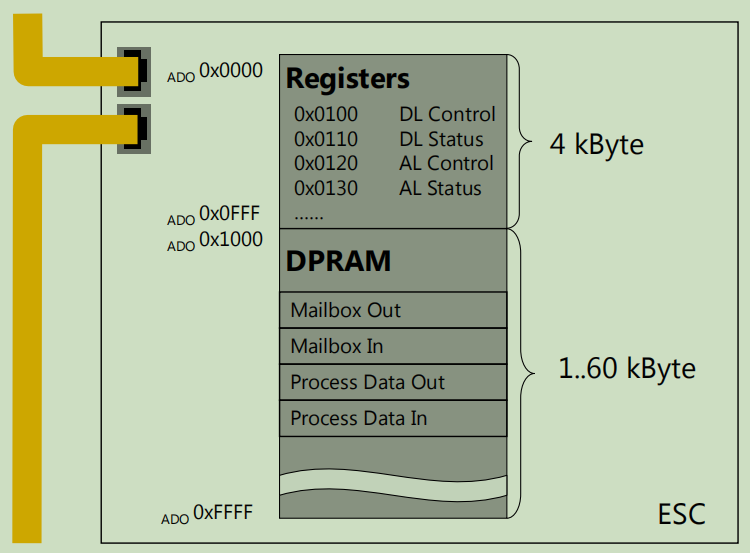 ADO 0x0000
Registers
0x0100 DL Control
0x0110 DL Status
0x0120 AL Control
0x0130 AL Status
......
4 kByte
ADO 0x0FFF
ADO 0x1000
DPRAM
Mailbox Out
Mailbox In
Process Data Out
Process Data In
1..60 kByte
ADO 0xFFFF
ESC